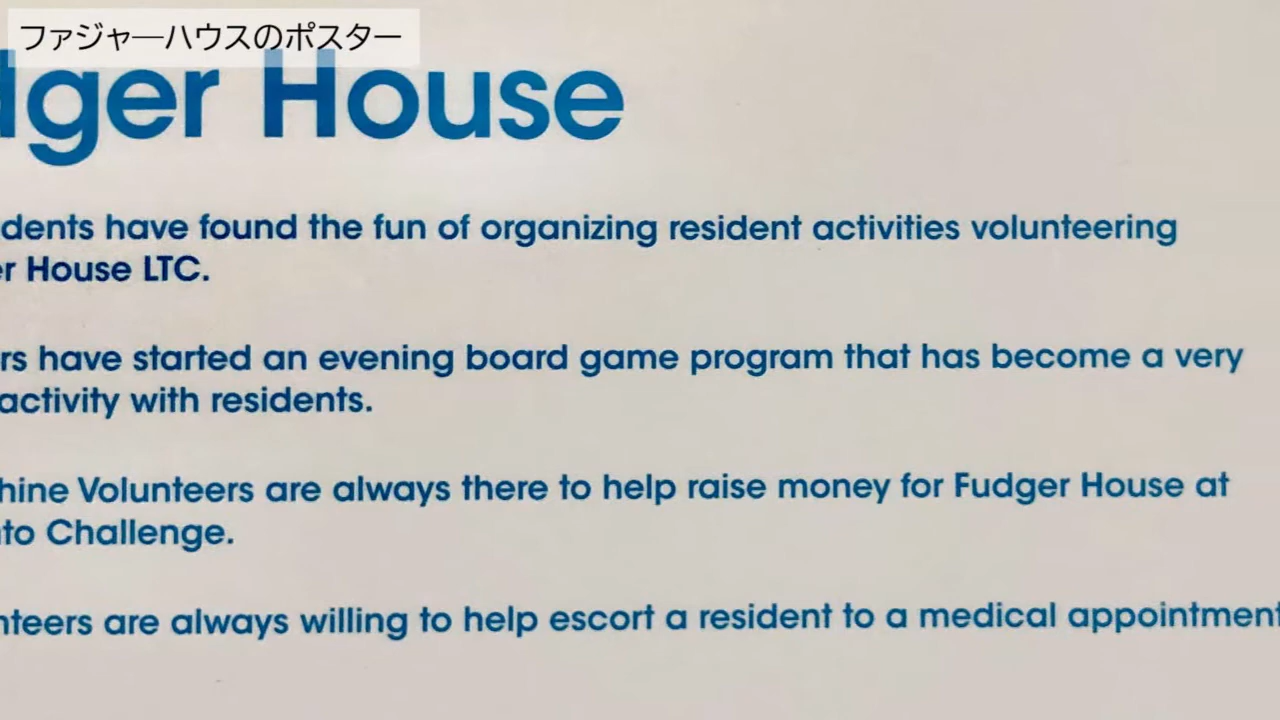 ファジャーハウスのポスター
dger House
dents have found the fun of organizing resident activities volunteering
er House LTC.
rs have started an evening board game program that has become a very
activity with residents.
hine Volunteers are always there to help raise money for Fudger House at
nto Challenge.
nteers are always willing to help escort a resident to a medical appointment